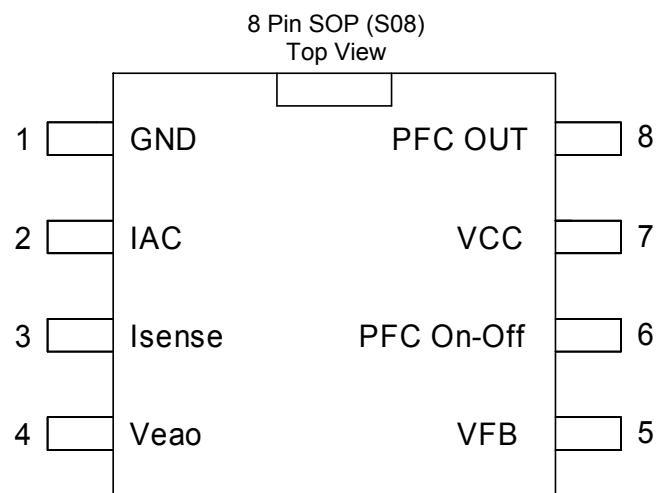 8 Pin SOP (S08)
Top View
1 GND PFC OUT 8
2 IAC VCC 7
3 Isense PFC On-Off 6
4 Veao VFB 5